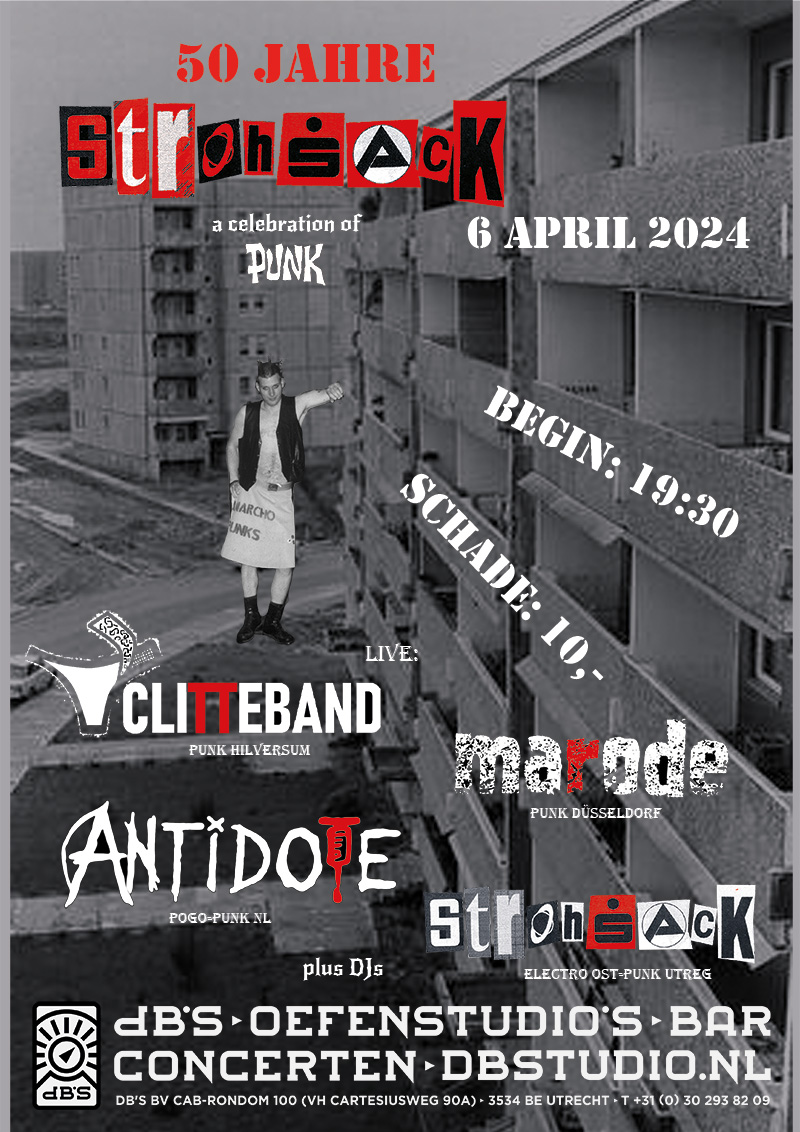 50 JAHRE
Strohsack
a celebration of
PUNK
6 APRIL 2024
BEGIN: 19:30
SCHADE: 10,-
NARCHO
UNKS
LIVE:
CLITTEBAND
PUNK HILVERSUM
marode
PUNK DÜSSELDORF
ANTiDOTE
POGO-PUNK NL
Strohsack
ELECTRO OST-PUNK UTREG
plus DJs
dB's
dB'S ▸ OEFENSTUDIO'S ▸ BAR
CONCERTEN ▸ DBSTUDIO.NL
DB'S BV CAB-RONDOM 100 (VH CARTESIUSWEG 90A) ▸ 3534 BE UTRECHT ▸ T +31 (0) 30 293 82 09